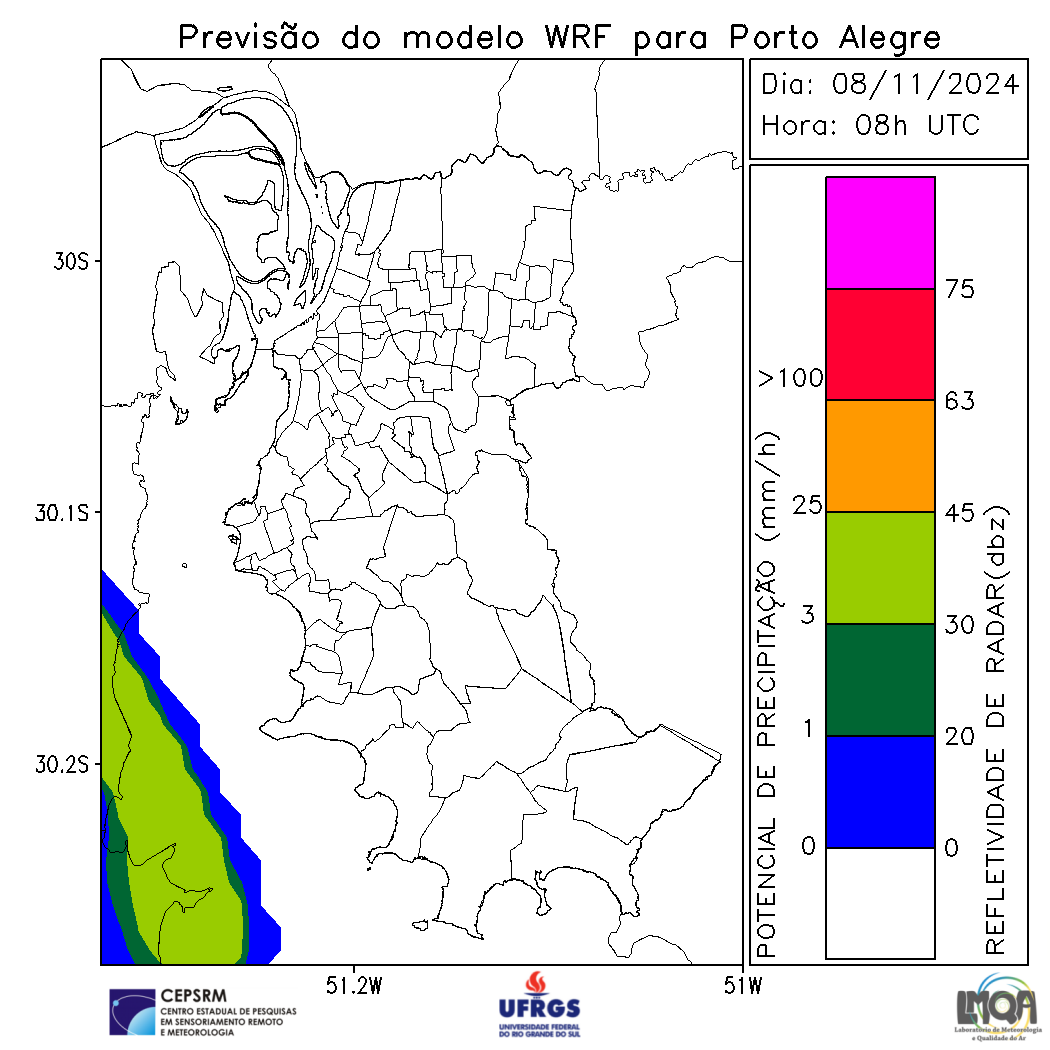 Previsão do modelo WRF para Porto Alegre
Dia: 08/11/2024
Hora: 08h UTC
30S
30.1S
30.2S
51.2W
51W
POTENCIAL DE PRECIPITAÇÃO (mm/h)
>100
25
3
1
0
75
63
45
30
20
0
REFLETIVIDADE DE RADAR(dbz)
CEPSRM
CENTRO ESTADUAL DE PESQUISAS
EM SENSORIAMENTO REMOTO
E METEOROLOGIA
UFRGS
UNIVERSIDADE FEDERAL
DO RIO GRANDE DO SUL
LMQA
Laboratório de Meteorologia
e Qualidade do Ar